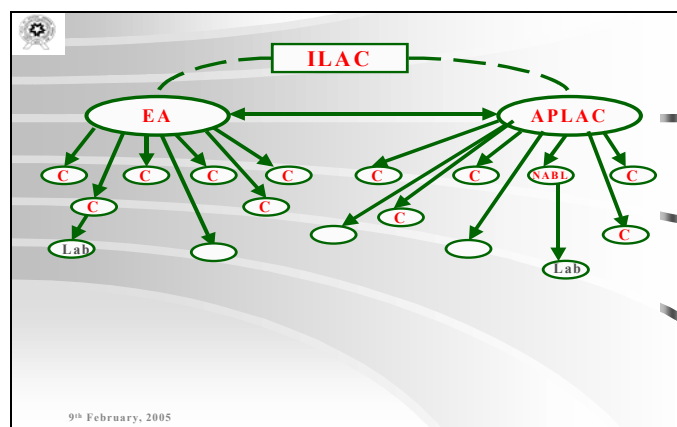 ILAC
EA
APLAC
C C C C C C NABL C
C C C
C
Lab
Lab
9th February, 2005